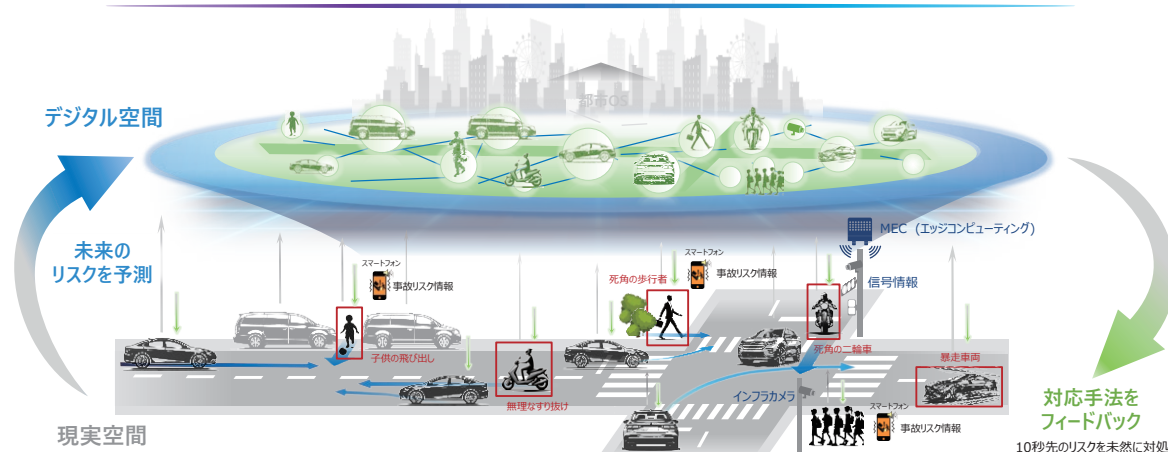 都市OS
デジタル空間
未来の
リスクを予測
MEC（エッジコンピューティング）
スマートフォン
事故リスク情報
死角の歩行者
スマートフォン
事故リスク情報
信号情報
子供の飛び出し
死角の二輪車
暴走車両
無理なすり抜け
インフラカメラ
スマートフォン
事故リスク情報
対応手法を
フィードバック
現実空間
10秒先のリスクを未然に対処